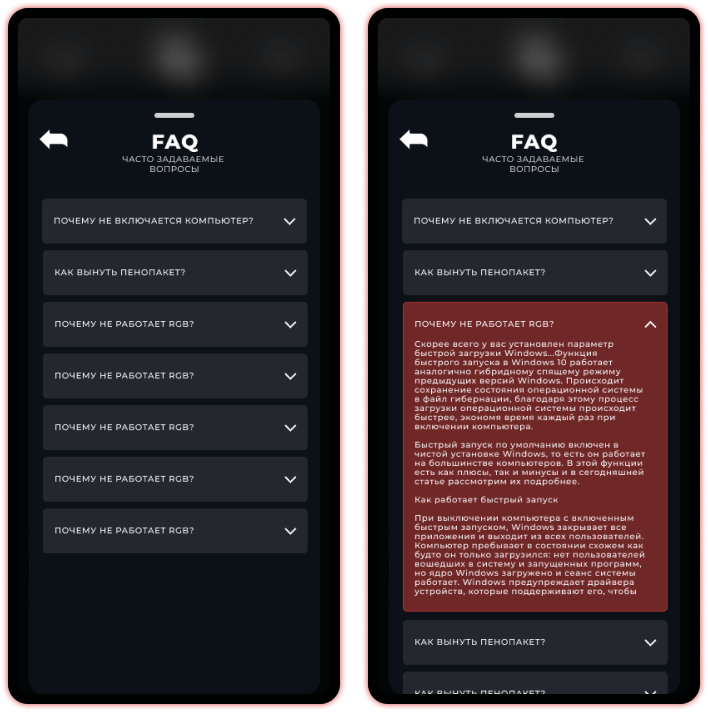 FAQ
ЧАСТО ЗАДАВАЕМЫЕ
ВОПРОСЫ
ПОЧЕМУ НЕ ВКЛЮЧАЕТСЯ КОМПЬЮТЕР?
КАК ВЫНУТЬ ПЕНОПАКЕТ?
ПОЧЕМУ НЕ РАБОТАЕТ RGB?
ПОЧЕМУ НЕ РАБОТАЕТ RGB?
ПОЧЕМУ НЕ РАБОТАЕТ RGB?
ПОЧЕМУ НЕ РАБОТАЕТ RGB?
ПОЧЕМУ НЕ РАБОТАЕТ RGB?
FAQ
ЧАСТО ЗАДАВАЕМЫЕ
ВОПРОСЫ
ПОЧЕМУ НЕ ВКЛЮЧАЕТСЯ КОМПЬЮТЕР?
КАК ВЫНУТЬ ПЕНОПАКЕТ?
ПОЧЕМУ НЕ РАБОТАЕТ RGB?
Скорее всего у вас установлен параметр
быстрой загрузки Windows...Функция
быстрого запуска в Windows 10 работает
аналогично гибридному спящему режиму
предыдущих версий Windows. Происходит
сохранение состояния операционной системы
в файл гибернации, благодаря этому процесс
загрузки операционной системы происходит
быстрее, экономя время каждый раз при
включении компьютера.
Быстрый запуск по умолчанию включен в
чистой установке Windows, то есть он работает
на большинстве компьютеров. В этой функции
есть как плюсы, так и минусы и в сегодняшней
статье рассмотрим их подробнее.
Как работает быстрый запуск
При выключении компьютера с включенным
быстрым запуском, Windows закрывает все
приложения и выходит из всех пользователей.
Компьютер пребывает в состоянии схожем как
будто он только загрузился: нет пользователей
вошедших в систему и запущенных программ,
но ядро Windows загружено и сеанс системы
работает. Windows предупреждает драйвера
устройств, которые поддерживают его, чтобы
КАК ВЫНУТЬ ПЕНОПАКЕТ?
КАК ВЫНУТЬ ПЕНОПАКЕТ?